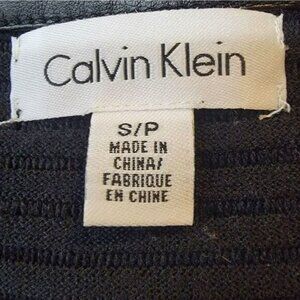 Calvin Klein
S/P
MADE IN
CHINA/
FABRIQUE
EN CHINE